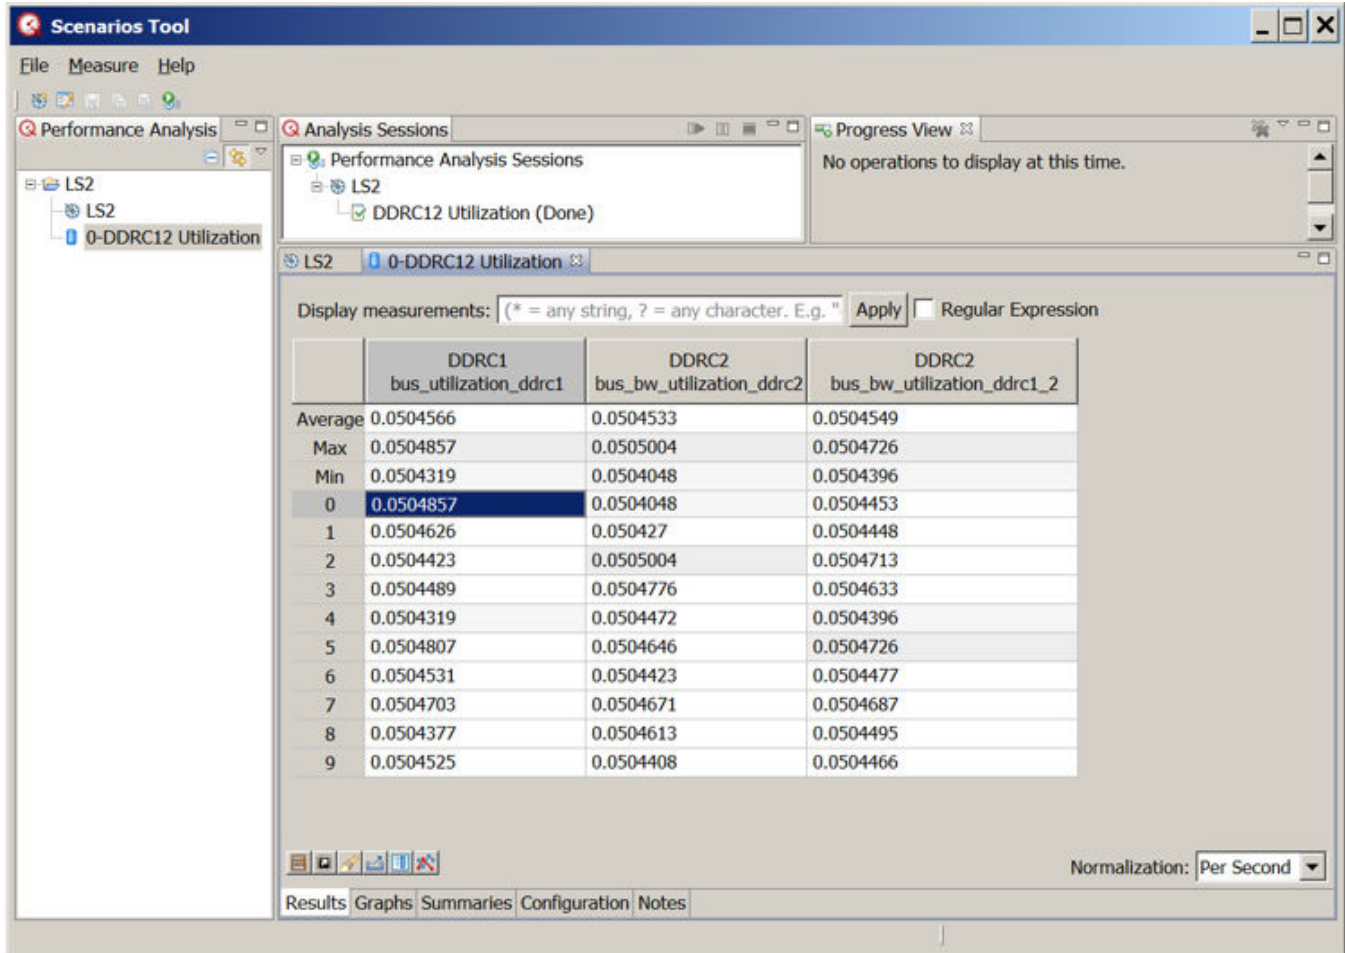 Scenarios Tool
File Measure Help
Performance Analysis
LS2
LS2
0-DDRC12 Utilization
Analysis Sessions
Performance Analysis Sessions
LS2
DDRC12 Utilization (Done)
Progress View
No operations to display at this time.
LS2 0-DDRC12 Utilization
Display measurements: (* = any string, ? = any character. E.g. " Apply Regular Expression
DDRC1 DDRC2 DDRC2
bus_utilization_ddrc1 bus_bw_utilization_ddrc2 bus_bw_utilization_ddrc1_2
Average 0.0504566 0.0504533 0.0504549
Max 0.0504857 0.0505004 0.0504726
Min 0.0504319 0.0504048 0.0504396
0 0.0504857 0.0504048 0.0504453
1 0.0504626 0.050427 0.0504448
2 0.0504423 0.0505004 0.0504713
3 0.0504489 0.0504776 0.0504633
4 0.0504319 0.0504472 0.0504396
5 0.0504807 0.0504646 0.0504726
6 0.0504531 0.0504423 0.0504477
7 0.0504703 0.0504671 0.0504687
8 0.0504377 0.0504613 0.0504495
9 0.0504525 0.0504408 0.0504466
Normalization: Per Second
Results Graphs Summaries Configuration Notes